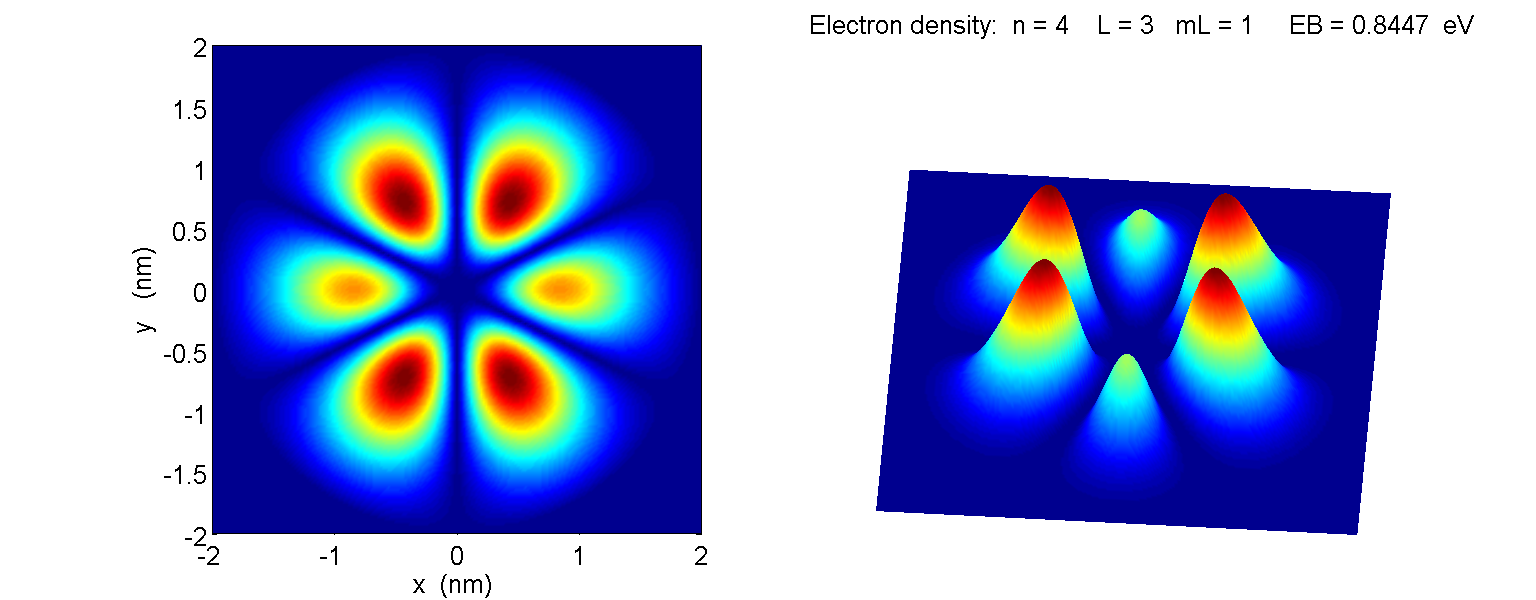 Electron density: n = 4 L = 3 mL = 1 EB = 0.8447 eV
2
1.5
1
0.5
0
-0.5
-1
-1.5
-2
y (nm)
-2 -1 0 1 2
x (nm)